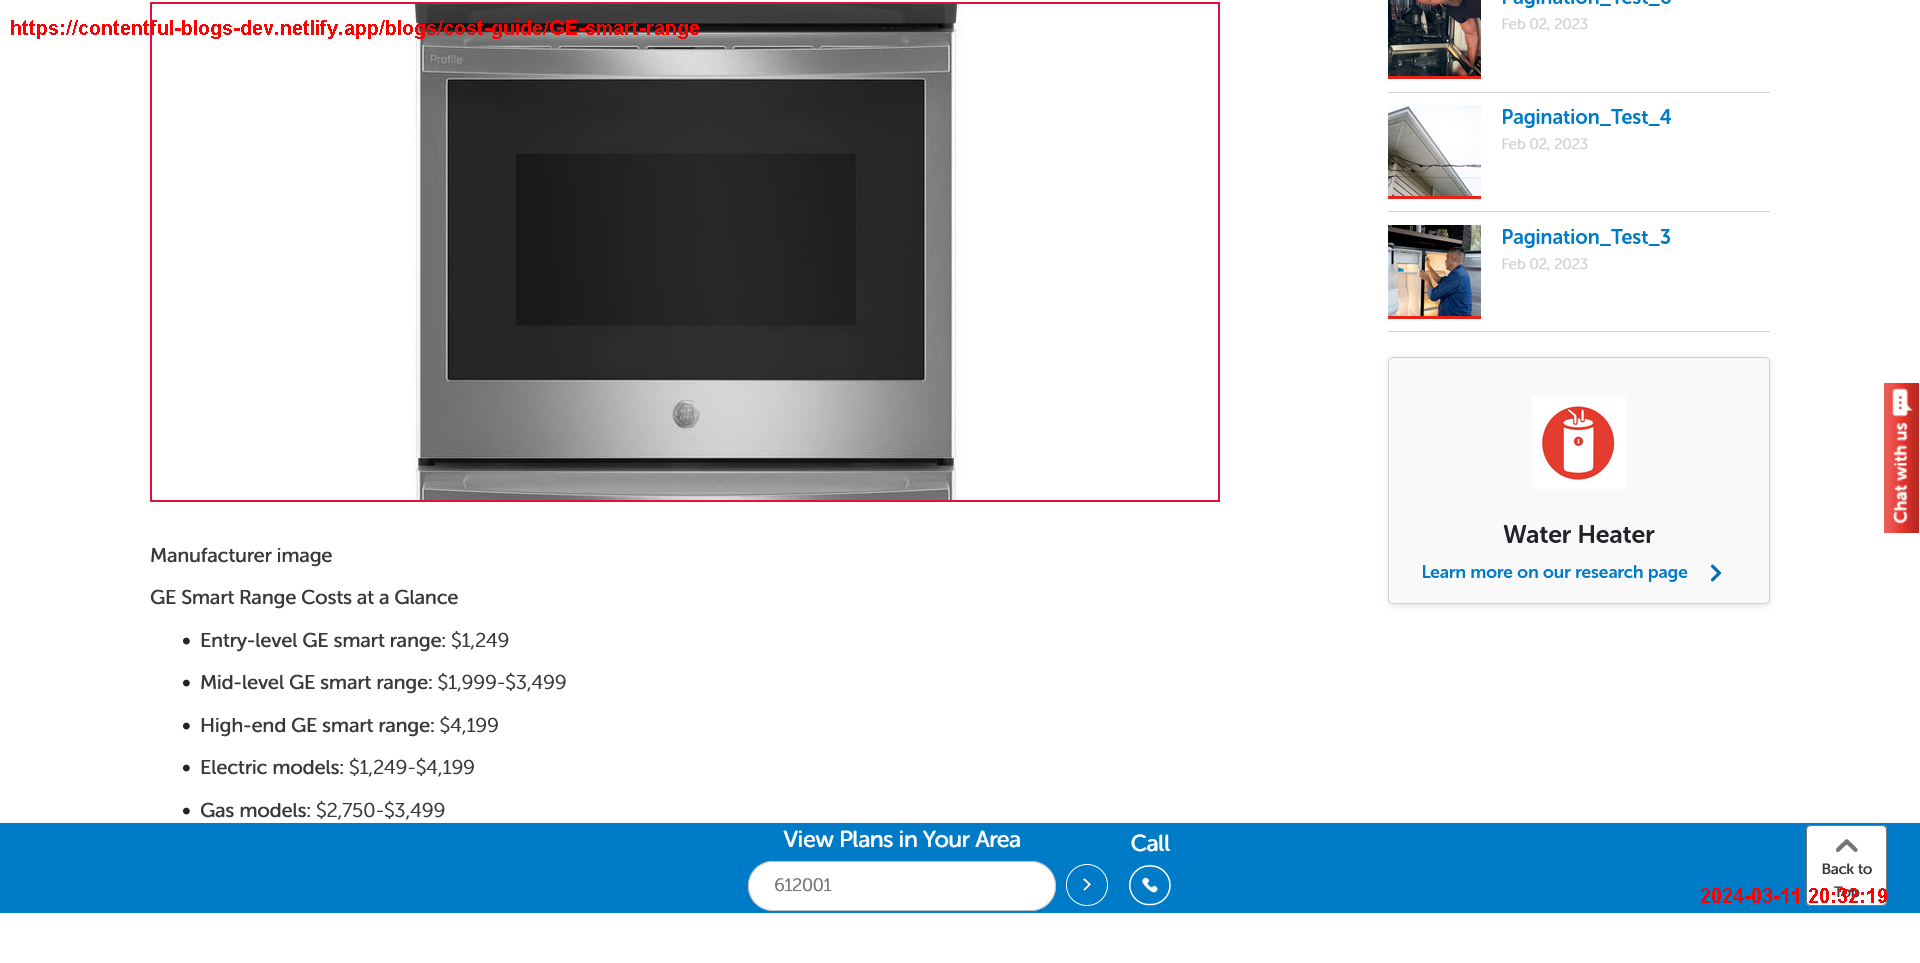 https://contentful-blogs-dev.netlify.app/blogs/cost-guide/GE-smart-range
Profile
Manufacturer image
GE Smart Range Costs at a Glance
• Entry-level GE smart range: $1,249
• Mid-level GE smart range: $1,999-$3,499
• High-end GE smart range: $4,199
• Electric models: $1,249-$4,199
• Gas models: $2,750-$3,499
Feb 02, 2023
Pagination_Test_4
Feb 02, 2023
Pagination_Test_3
Feb 02, 2023
Water Heater
Learn more on our research page
Chat with us
View Plans in Your Area
612001
Call
Back to
Top
2024-03-11 20:32:19